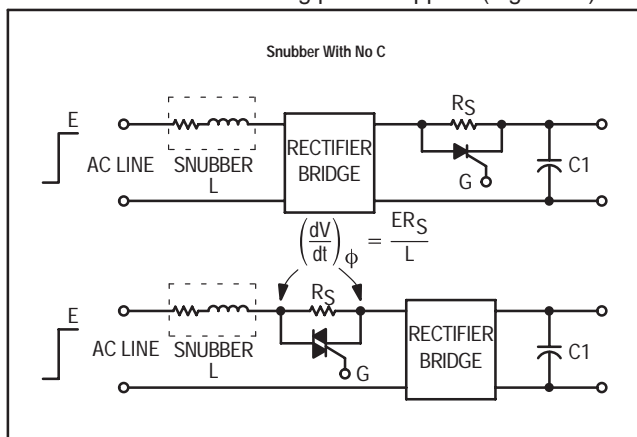 Snubber With No C
E
AC LINE
SNUBBER
L
RECTIFIER
BRIDGE
RS
G
C1
(dV/dt)ϕ = ERS/L
E
AC LINE
SNUBBER
L
RS
G
RECTIFIER
BRIDGE
C1